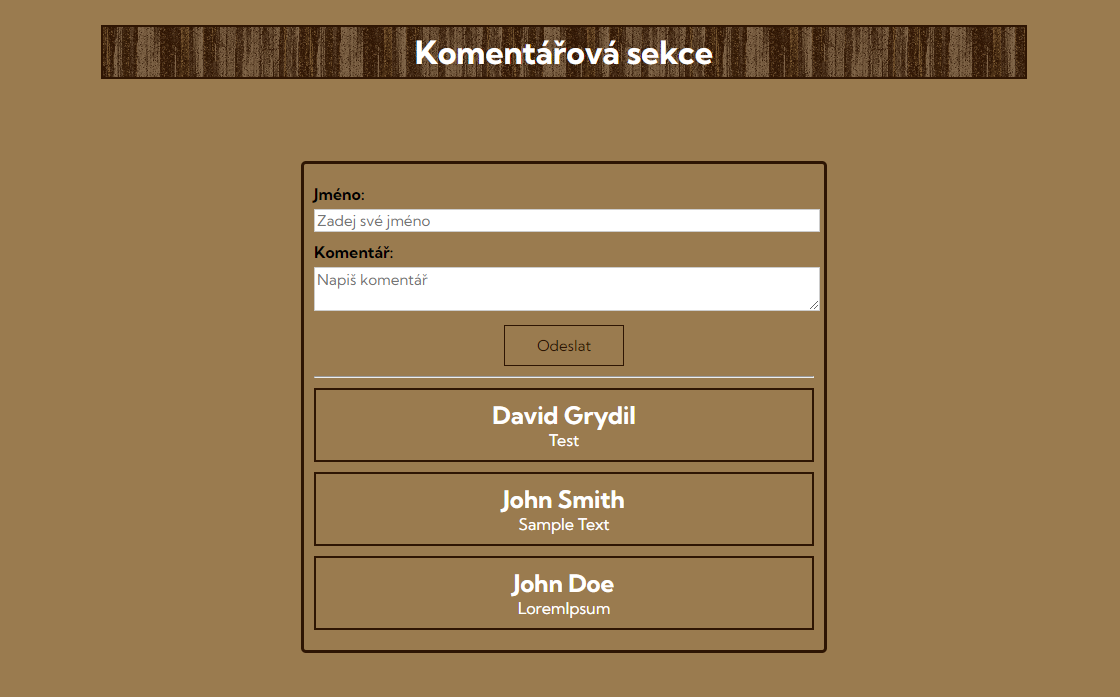 Komentářová sekce
Jméno:
Zadej své jméno
Komentář:
Napiš komentář
Odeslat
David Grydil
Test
John Smith
Sample Text
John Doe
LoremIpsum